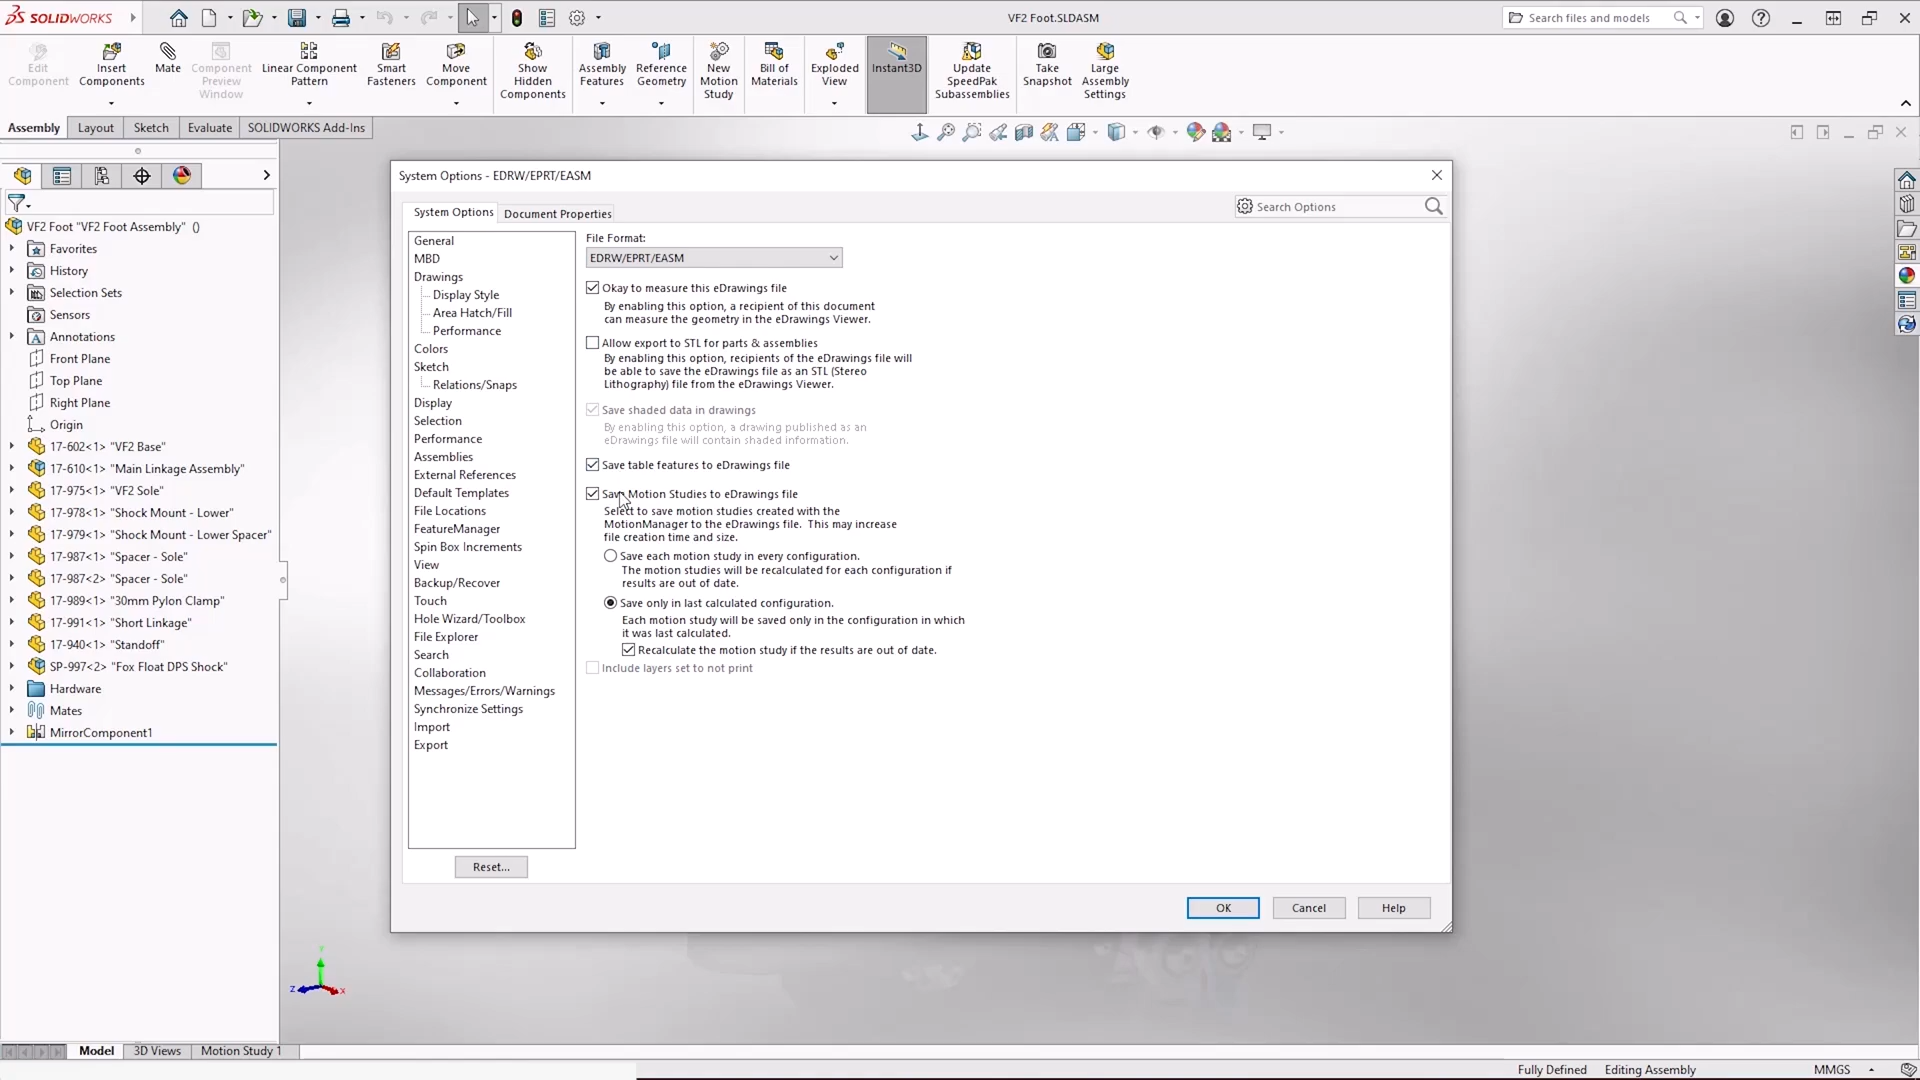 SOLIDWORKS
VF2 Foot.SLDASM
Search files and models
Edit Component
Insert Components
Mate
Component Preview Window
Linear Component Pattern
Smart Fasteners
Move Component
Show Hidden Components
Assembly Features
Reference Geometry
New Motion Study
Bill of Materials
Exploded View
Instant3D
Update SpeedPak Subassemblies
Take Snapshot
Large Assembly Settings
Assembly
Layout
Sketch
Evaluate
SOLIDWORKS Add-Ins
VF2 Foot "VF2 Foot Assembly" ()
Favorites
History
Selection Sets
Sensors
Annotations
Front Plane
Top Plane
Right Plane
Origin
17-602<1> "VF2 Base"
17-610<1> "Main Linkage Assembly"
17-975<1> "VF2 Sole"
17-978<1> "Shock Mount - Lower"
17-979<1> "Shock Mount - Lower Spacer"
17-987<1> "Spacer - Sole"
17-987<2> "Spacer - Sole"
17-989<1> "30mm Pylon Clamp"
17-991<1> "Short Linkage"
17-940<1> "Standoff"
SP-997<2> "Fox Float DPS Shock"
Hardware
Mates
MirrorComponent1
System Options - EDRW/EPRT/EASM
System Options
Document Properties
Search Options
General
MBD
Drawings
Display Style
Area Hatch/Fill
Performance
Colors
Sketch
Relations/Snaps
Display
Selection
Performance
Assemblies
External References
Default Templates
File Locations
FeatureManager
Spin Box Increments
View
Backup/Recover
Touch
Hole Wizard/Toolbox
File Explorer
Search
Collaboration
Messages/Errors/Warnings
Synchronize Settings
Import
Export
Reset...
File Format:
EDRW/EPRT/EASM
Okay to measure this eDrawings file
By enabling this option, a recipient of this document
can measure the geometry in the eDrawings Viewer.
Allow export to STL for parts & assemblies
By enabling this option, recipients of the eDrawings file will
be able to save the eDrawings file as an STL (Stereo
Lithography) file from the eDrawings Viewer.
Save shaded data in drawings
By enabling this option, a drawing published as an
eDrawings file will contain shaded information.
Save table features to eDrawings file
Save Motion Studies to eDrawings file
Select to save motion studies created with the
MotionManager to the eDrawings file. This may increase
file creation time and size.
Save each motion study in every configuration.
The motion studies will be recalculated for each configuration if
results are out of date.
Save only in last calculated configuration.
Each motion study will be saved only in the configuration in which
it was last calculated.
Recalculate the motion study if the results are out of date.
Include layers set to not print
OK
Cancel
Help
Y
Z
X
Model
3D Views
Motion Study 1
Fully Defined
Editing Assembly
MMGS